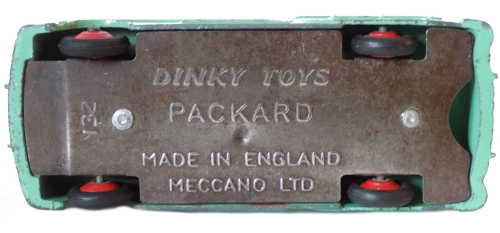 DINKY TOYS
PACKARD
132
MADE IN ENGLAND
MECCANO LTD